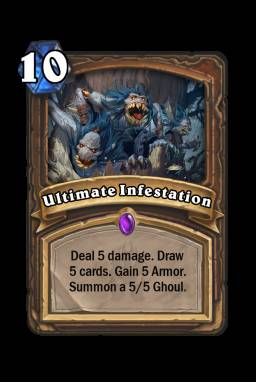 10
Ultimate Infestation
Deal 5 damage. Draw
5 cards. Gain 5 Armor.
Summon a 5/5 Ghoul.